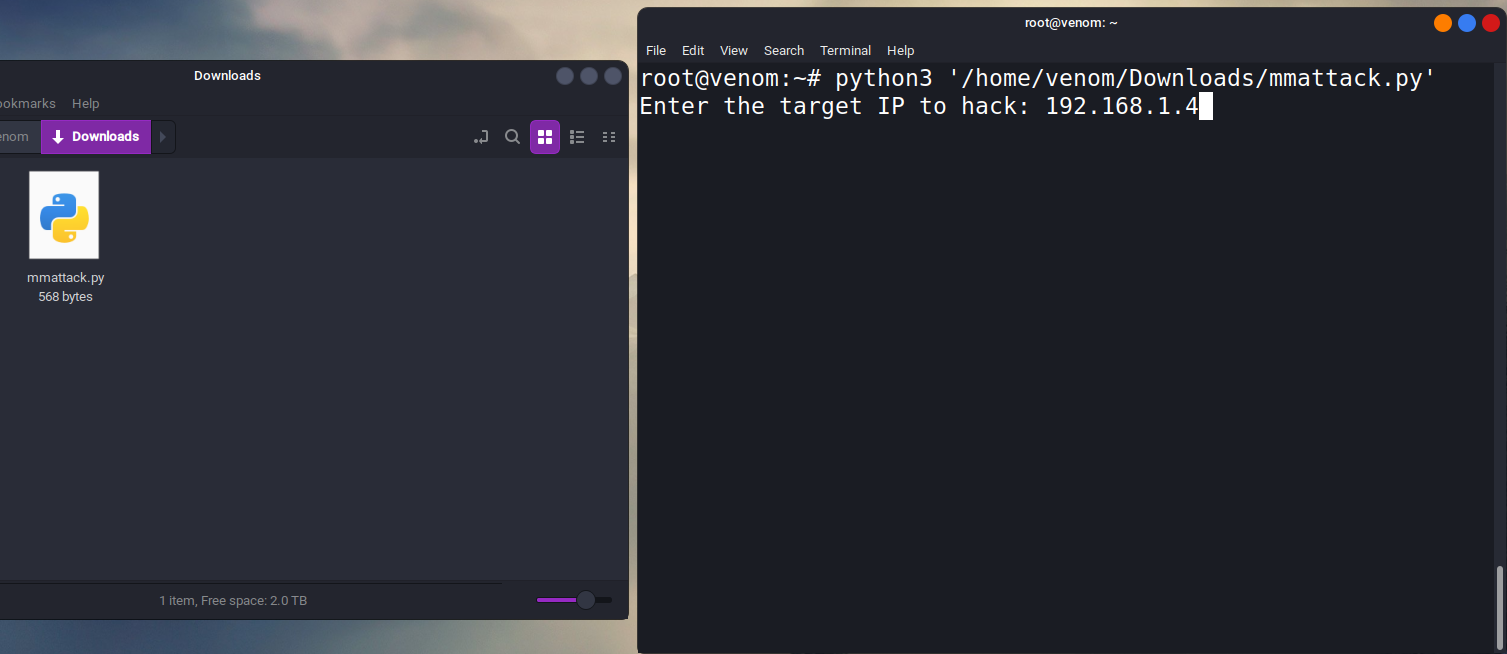 Downloads
ookmarks Help
enom Downloads
mmattack.py
568 bytes
1 item, Free space: 2.0 TB
root@venom: ~
File Edit View Search Terminal Help
root@venom:~# python3 '/home/venom/Downloads/mmattack.py'
Enter the target IP to hack: 192.168.1.4